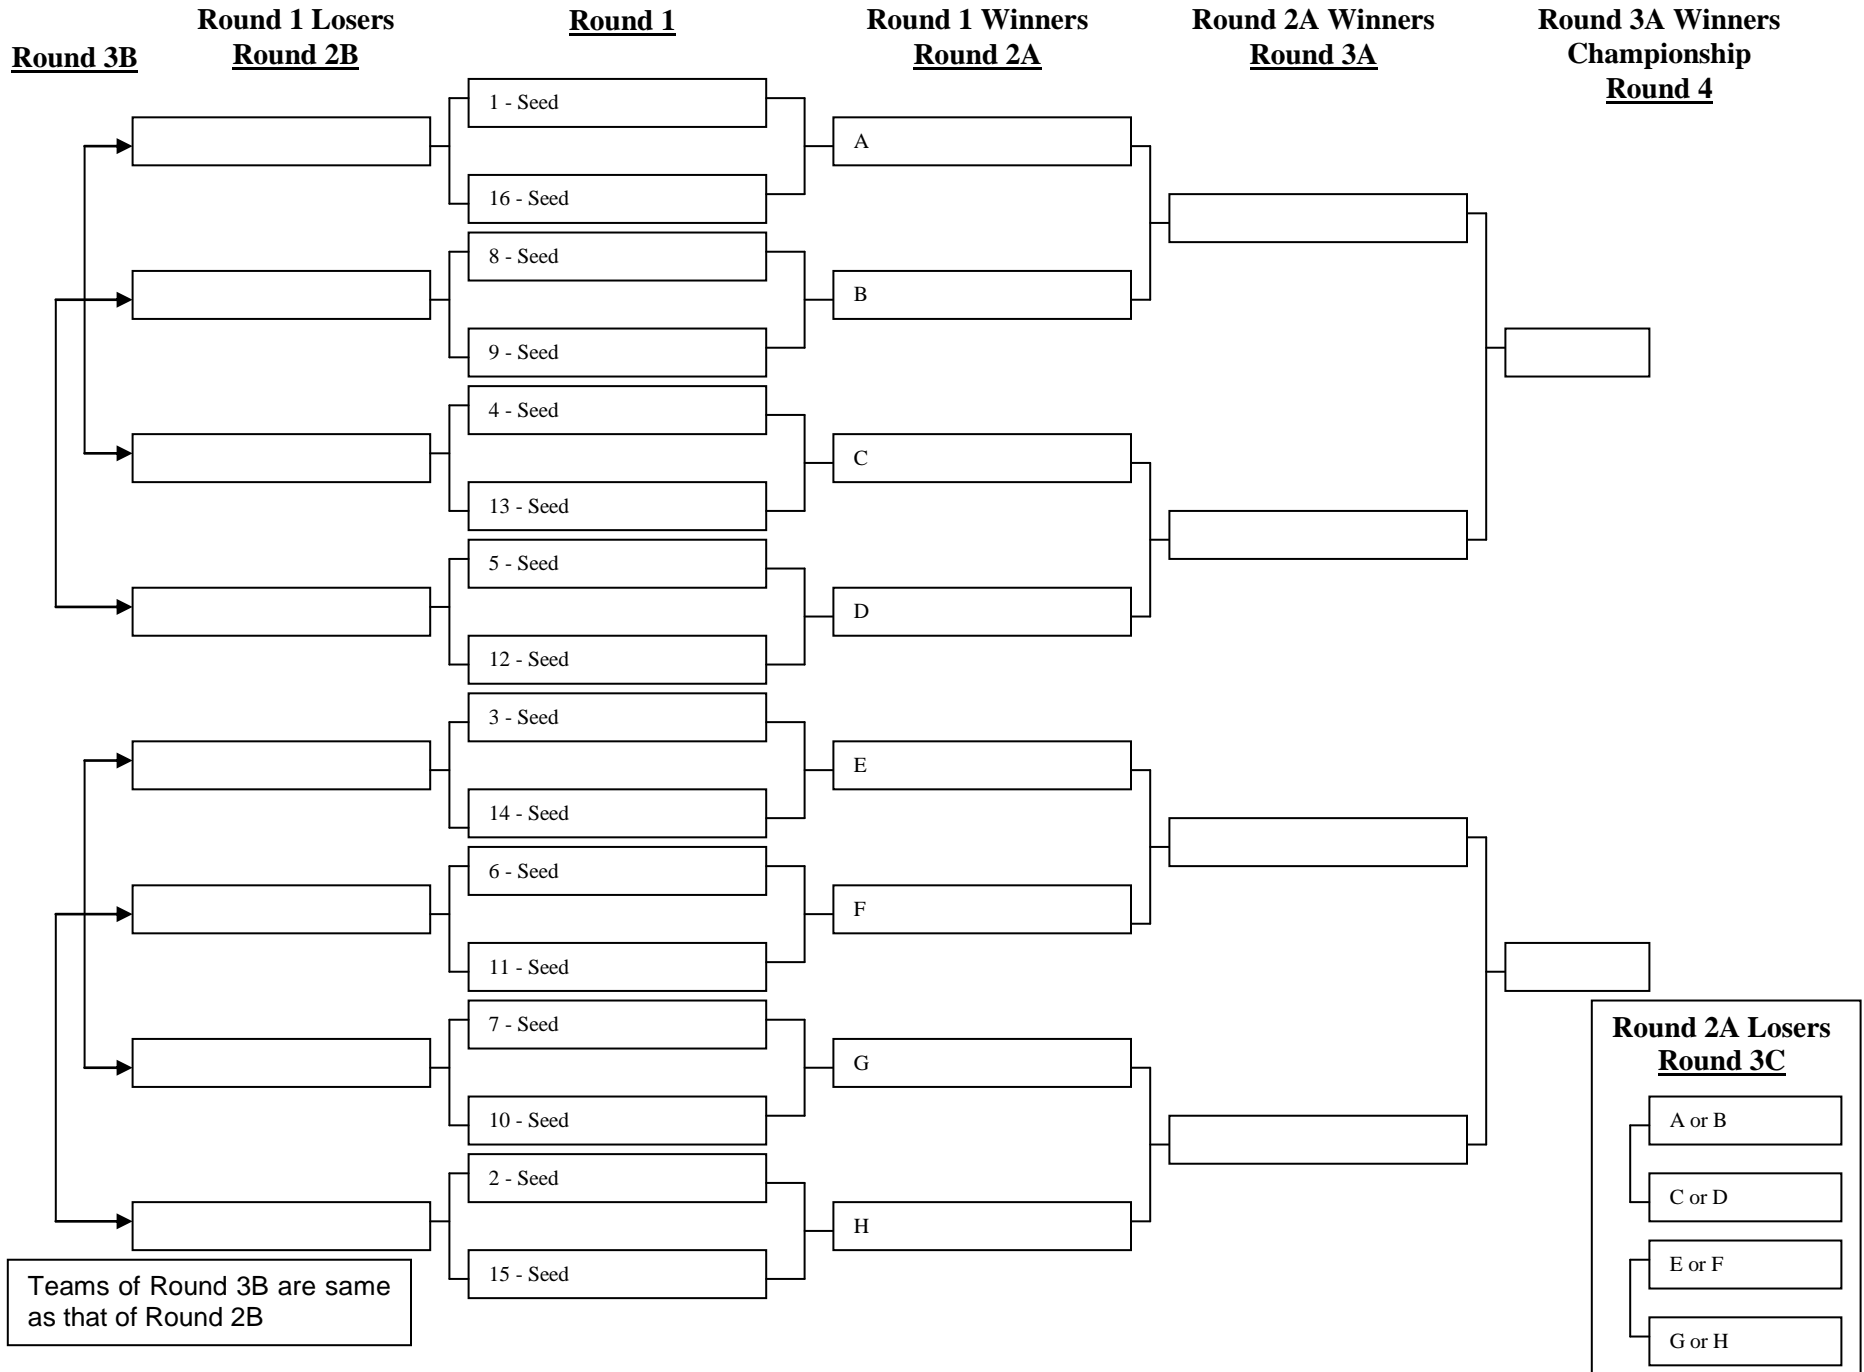 Round 3B
Round 1 Losers
Round 2B
Round 1
Round 1 Winners
Round 2A
Round 2A Winners
Round 3A
Round 3A Winners
Championship
Round 4
1 - Seed
16 - Seed
8 - Seed
9 - Seed
4 - Seed
13 - Seed
5 - Seed
12 - Seed
3 - Seed
14 - Seed
6 - Seed
11 - Seed
7 - Seed
10 - Seed
2 - Seed
15 - Seed
A
B
C
D
E
F
G
H
Round 2A Losers
Round 3C
A or B
C or D
E or F
G or H
Teams of Round 3B are same
as that of Round 2B